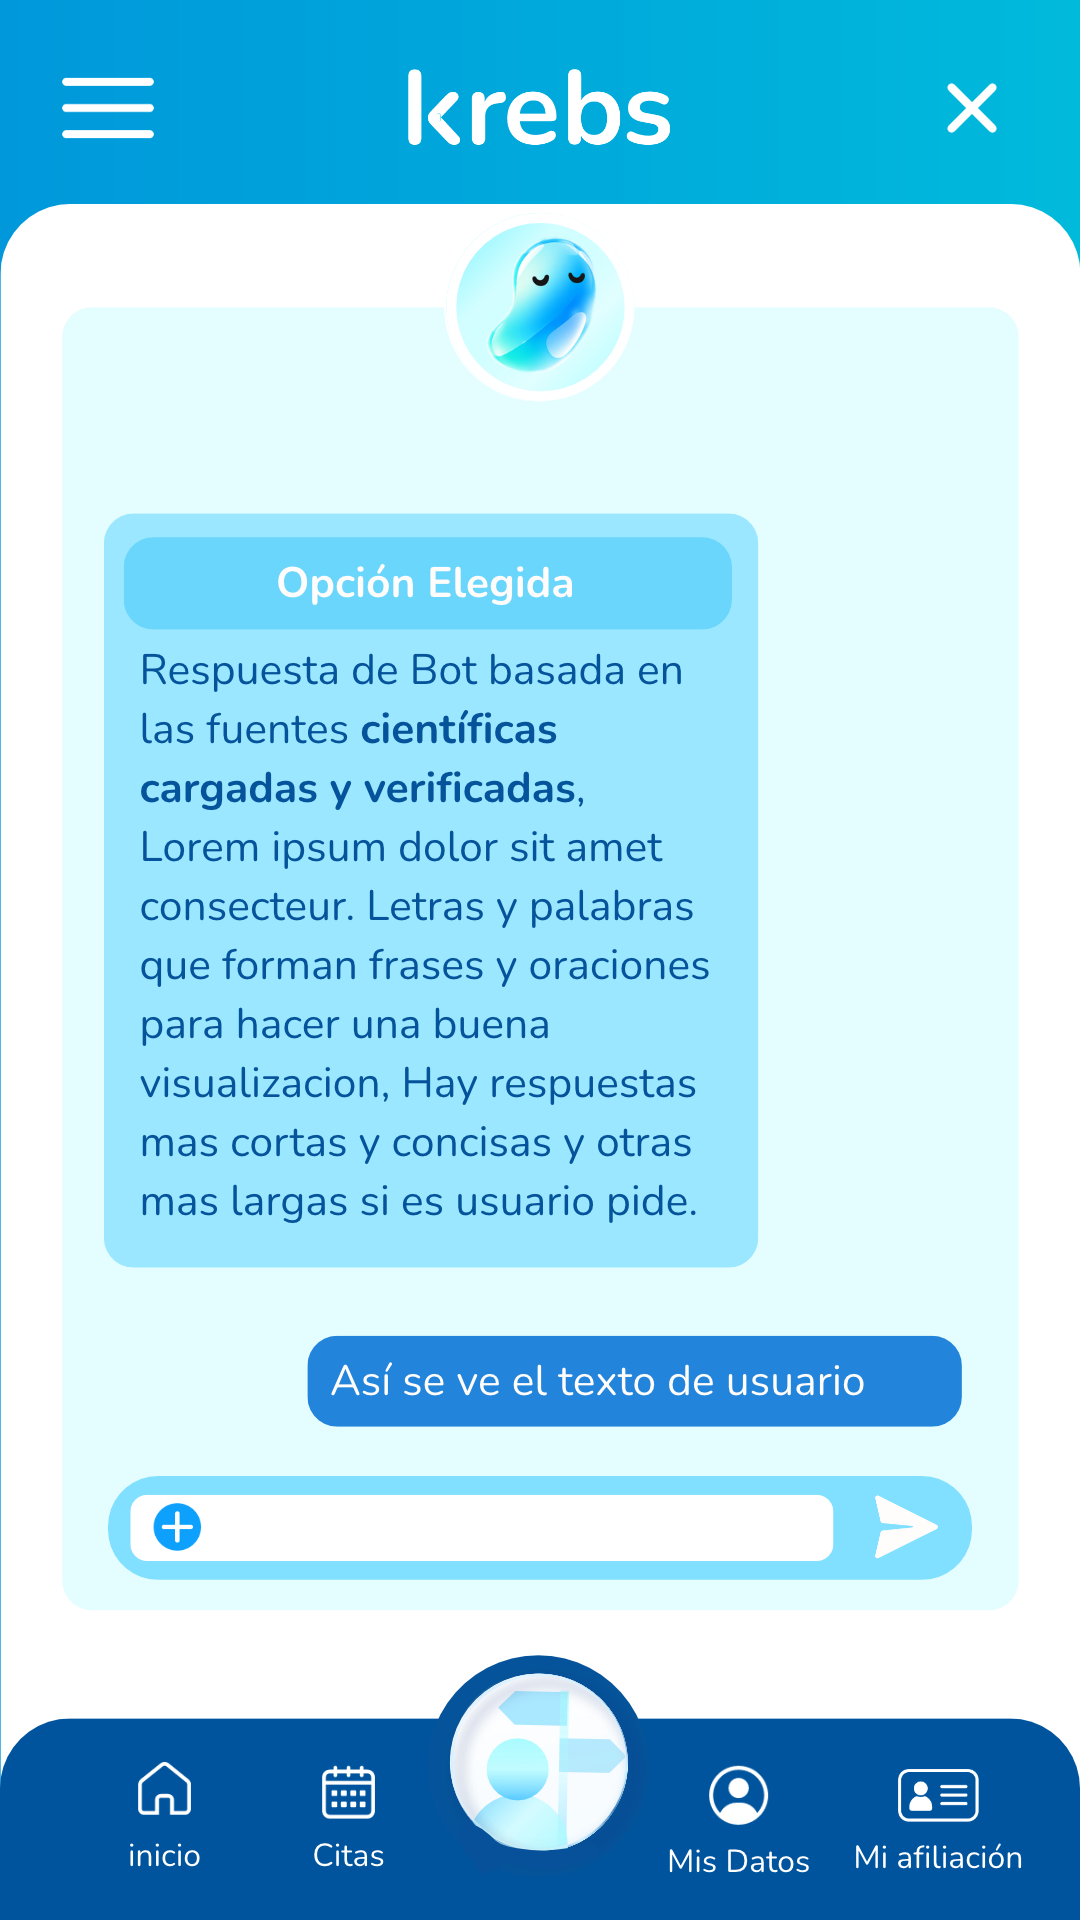 krebs
Opción Elegida
Respuesta de Bot basada en
las fuentes científicas
cargadas y verificadas,
Lorem ipsum dolor sit amet
consecteur. Letras y palabras
que forman frases y oraciones
para hacer una buena
visualizacion, Hay respuestas
mas cortas y concisas y otras
mas largas si es usuario pide.
Así se ve el texto de usuario
inicio
Citas
Mis Datos
Mi afiliación